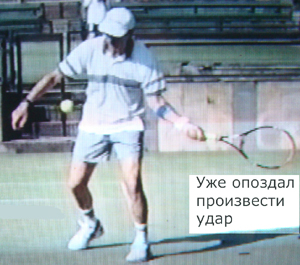 Уже опоздал
произвести
удар